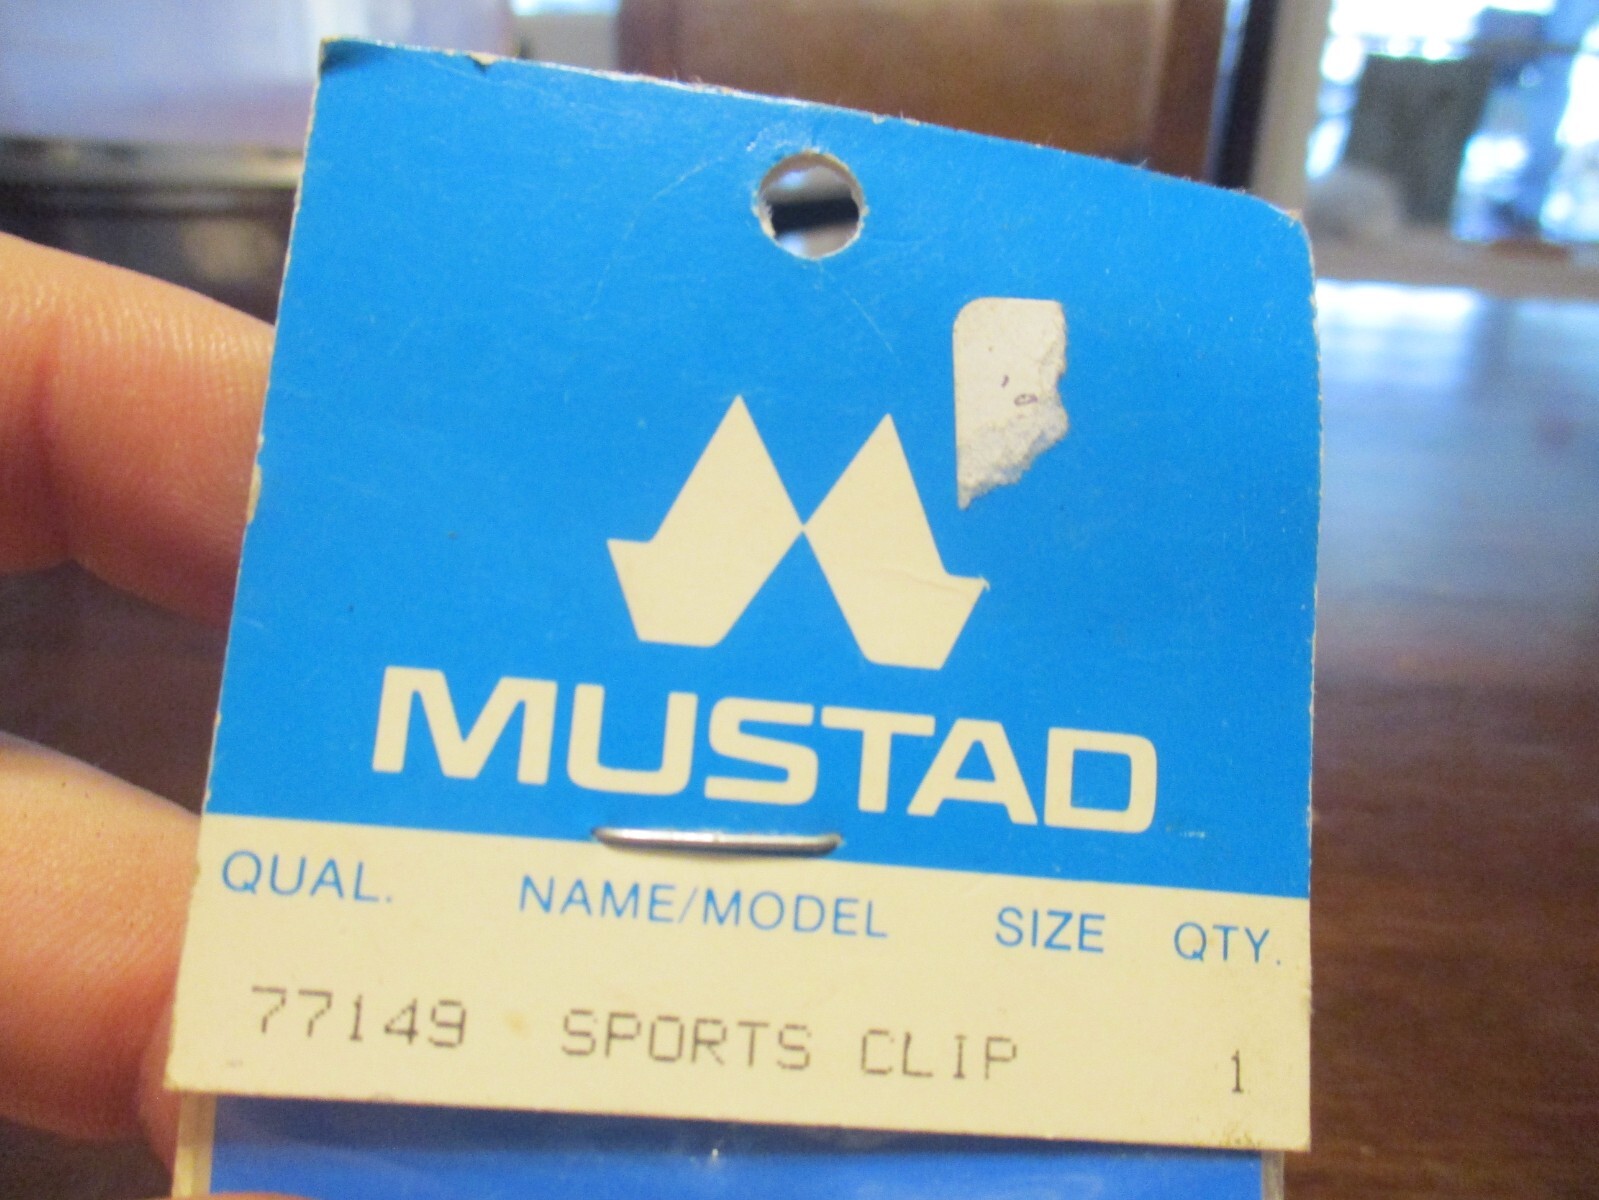 MUSTAD
QUAL. NAME/MODEL SIZE QTY.
77149 SPORTS CLIP 1